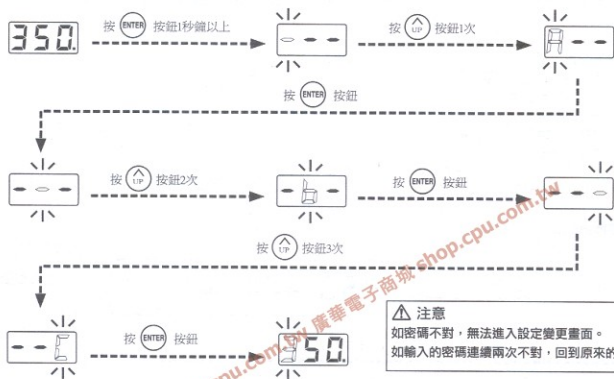 350.
按 ENTER 按鈕1秒鐘以上
- - -
按 UP 按鈕1次
A - -
按 ENTER 按鈕
- - -
按 UP 按鈕2次
- b -
按 ENTER 按鈕
- - -
按 UP 按鈕3次
- - C
按 ENTER 按鈕
350.
⚠ 注意
如密碼不對，無法進入設定變更畫面。
如輸入的密碼連續兩次不對，回到原來的
cpu.com.tw 廣華電子商城 shop.cpu.com.tw